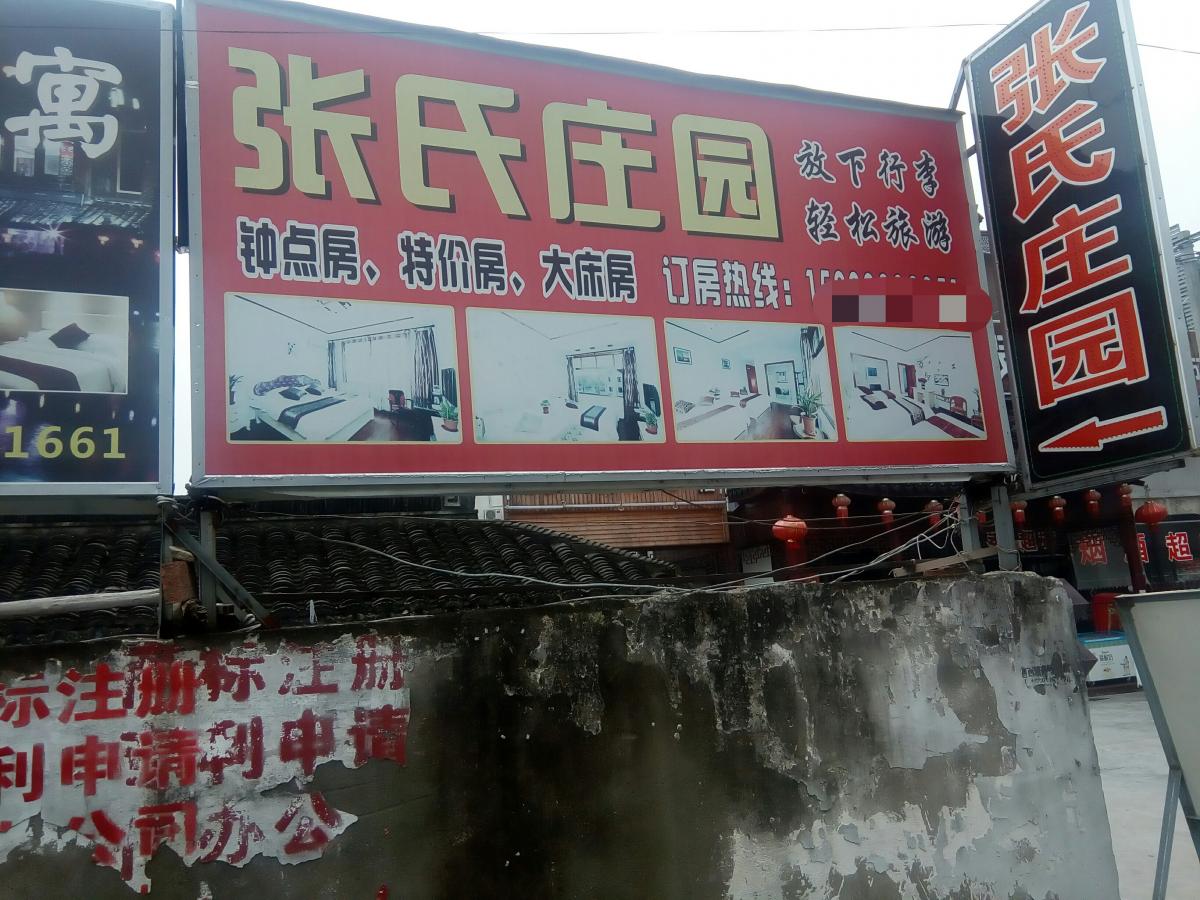 寓
1661
张氏庄园
放下行李
轻松旅游
钟点房、特价房、大床房
订房热线:
张氏庄园
烟酒超
标注册标注册
利申请利申请
公司办公